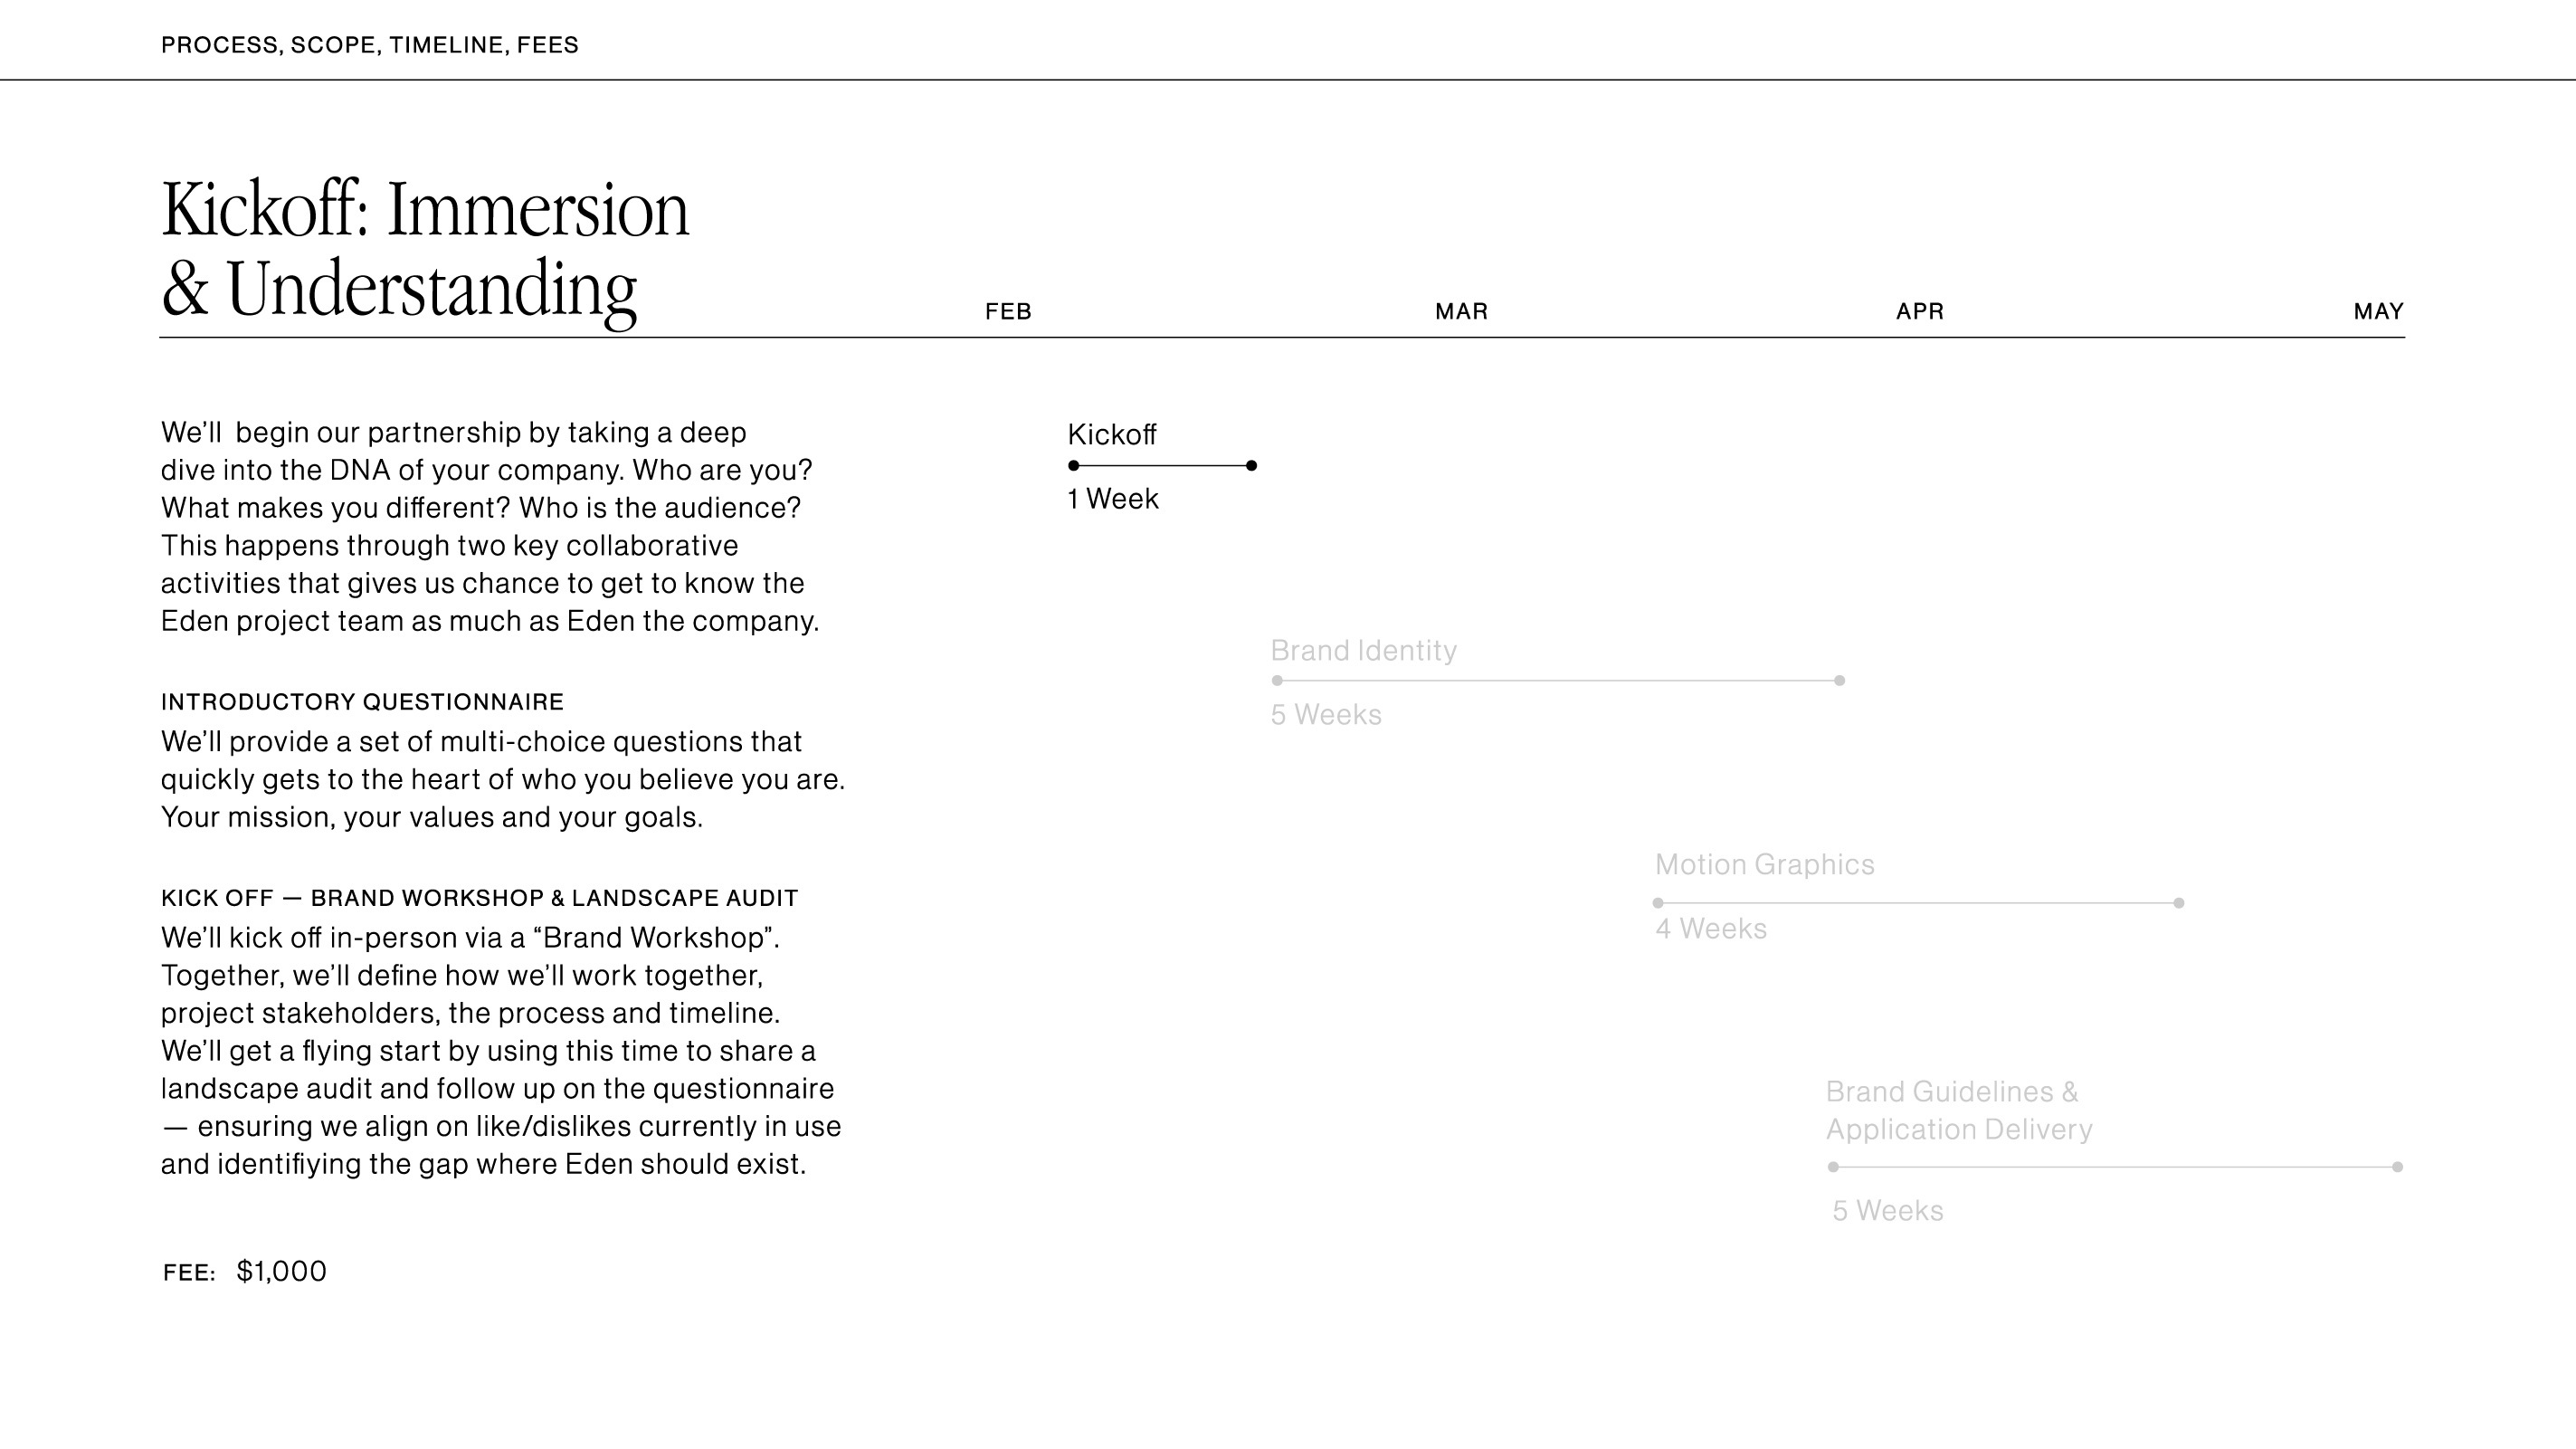 PROCESS, SCOPE, TIMELINE, FEES
Kickoff: Immersion
& Understanding
FEB
MAR
APR
MAY
We’ll  begin our partnership by taking a deep
dive into the DNA of your company. Who are you?
What makes you different? Who is the audience?
This happens through two key collaborative
activities that gives us chance to get to know the
Eden project team as much as Eden the company.
INTRODUCTORY QUESTIONNAIRE
We’ll provide a set of multi-choice questions that
quickly gets to the heart of who you believe you are.
Your mission, your values and your goals.
KICK OFF — BRAND WORKSHOP & LANDSCAPE AUDIT
We’ll kick off in-person via a “Brand Workshop”.
Together, we’ll define how we’ll work together,
project stakeholders, the process and timeline.
We’ll get a flying start by using this time to share a
landscape audit and follow up on the questionnaire
— ensuring we align on like/dislikes currently in use
and identifiying the gap where Eden should exist.
FEE: $1,000
Kickoff
1 Week
Brand Identity
5 Weeks
Motion Graphics
4 Weeks
Brand Guidelines &
Application Delivery
5 Weeks